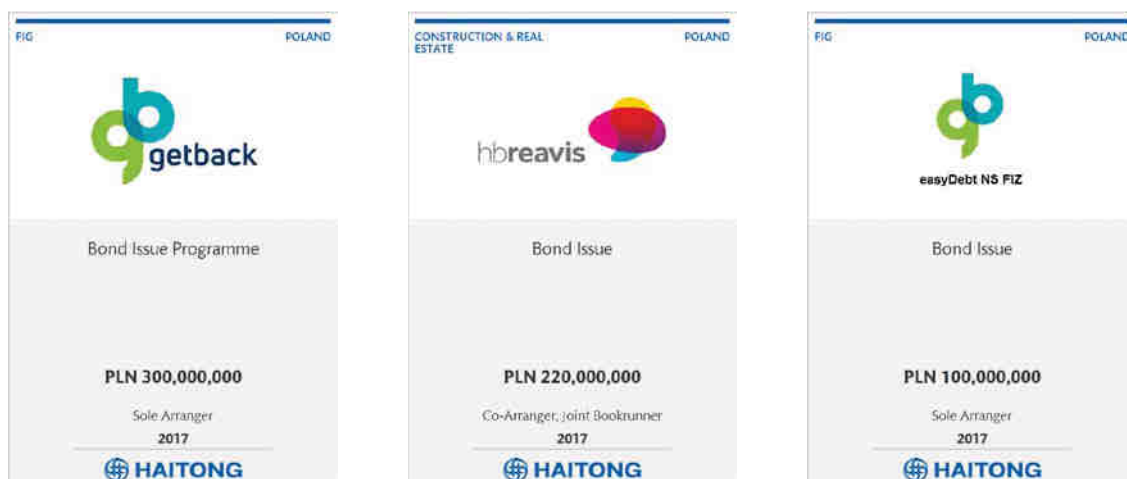 FIG POLAND
getback
Bond Issue Programme
PLN 300,000,000
Sole Arranger
2017
HAITONG
CONSTRUCTION & REAL
ESTATE
POLAND
hbreavis
Bond Issue
PLN 220,000,000
Co-Arranger, Joint Bookrunner
2017
HAITONG
FIG POLAND
easyDebt NS FIZ
Bond Issue
PLN 100,000,000
Sole Arranger
2017
HAITONG